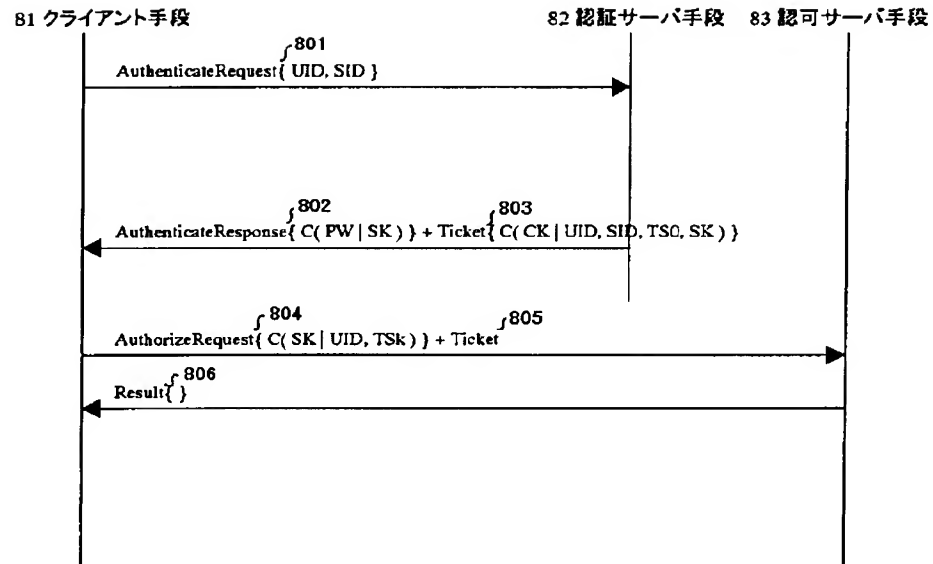 81 クライアント手段 82 認証サーバ手段 83 認可サーバ手段
801
AuthenticateRequest{ UID, SID }
802 803
AuthenticateResponse{ C( PW | SK ) } + Ticket{ C( CK | UID, SID, TS0, SK ) }
804 805
AuthorizeRequest{ C( SK | UID, TSk ) } + Ticket
806
Result{ }